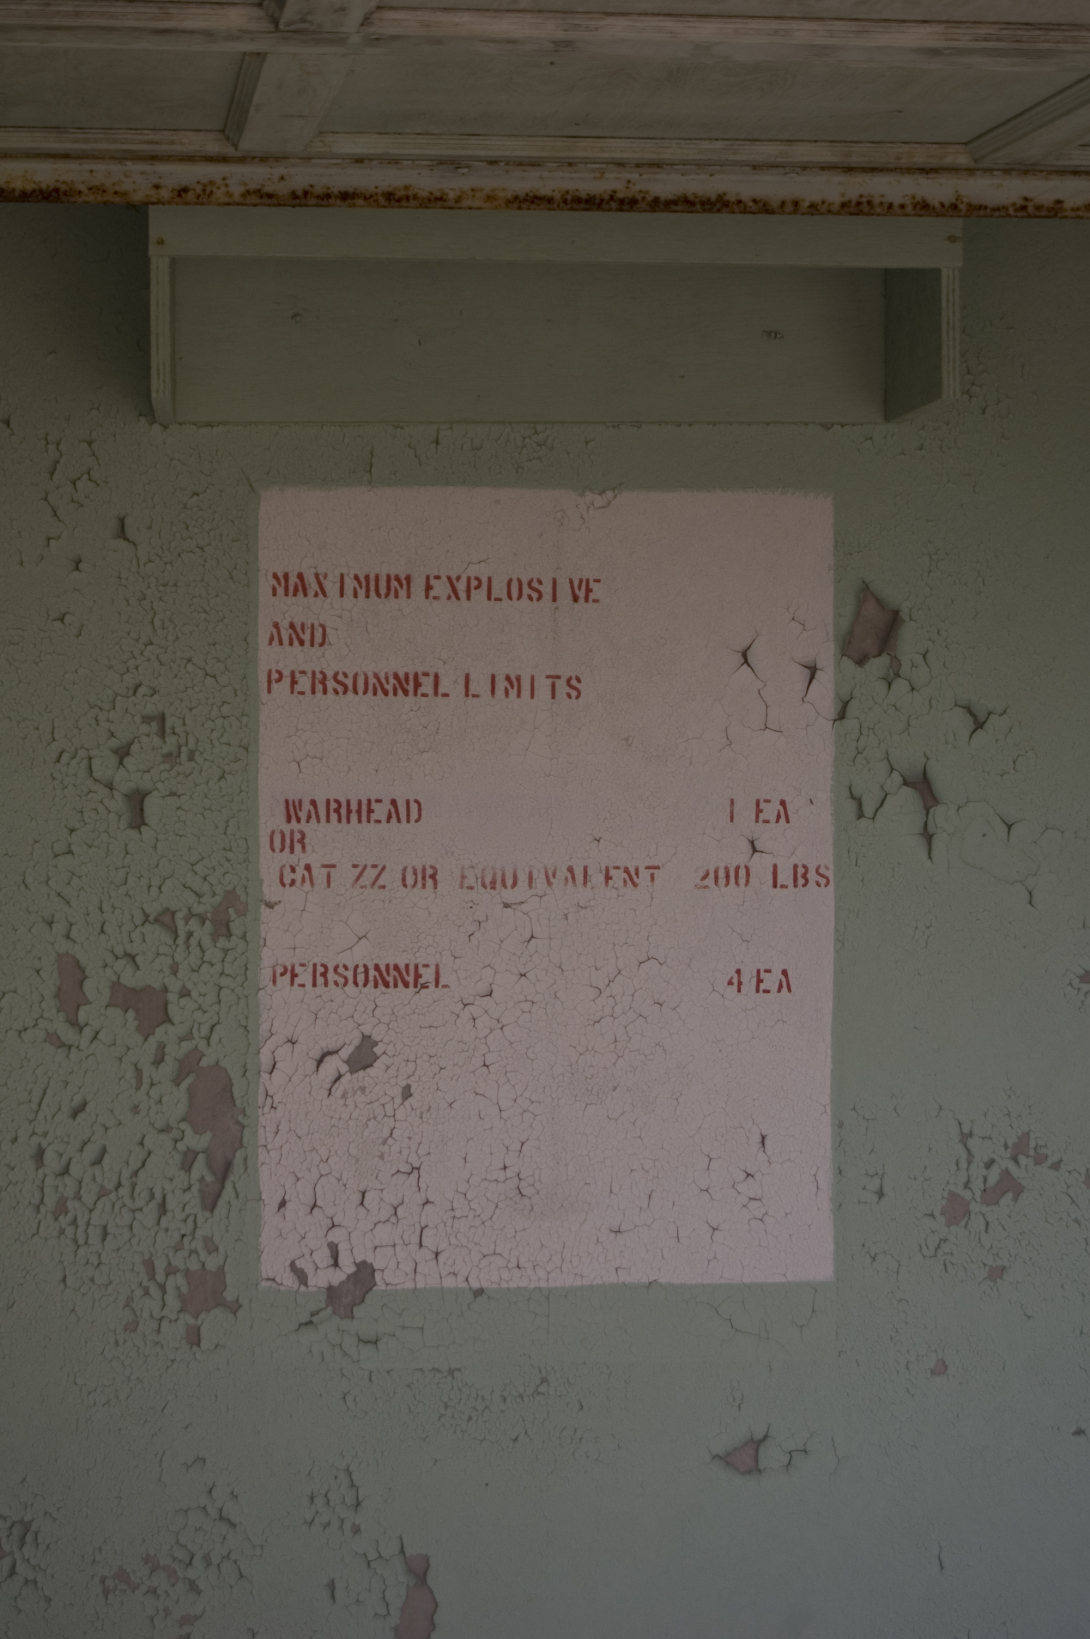 MAXIMUM EXPLOSIVE
AND
PERSONNEL LIMITS
WARHEAD 1 EA
OR
CAT ZZ OR EQUIVALENT 200 LBS
PERSONNEL 4 EA